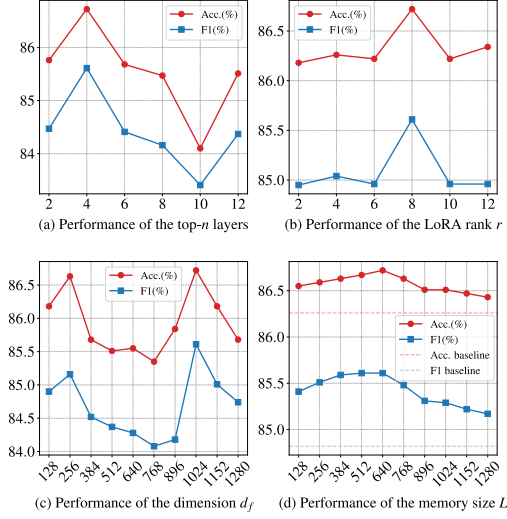 86
85
84
Acc.(%)
F1(%)
2 4 6 8 10 12
(a) Performance of the top-n layers
86.5
86.0
85.5
85.0
Acc.(%)
F1(%)
2 4 6 8 10 12
(b) Performance of the LoRA rank r
86.5
86.0
85.5
85.0
84.5
84.0
Acc.(%)
F1(%)
128 256 384 512 640 768 896 1024 1152 1280
(c) Performance of the dimension d_f
86.5
85.5
85.0
Acc.(%)
F1(%)
Acc. baseline
F1 baseline
128 256 384 512 640 768 896 1024 1152 1280
(d) Performance of the memory size L